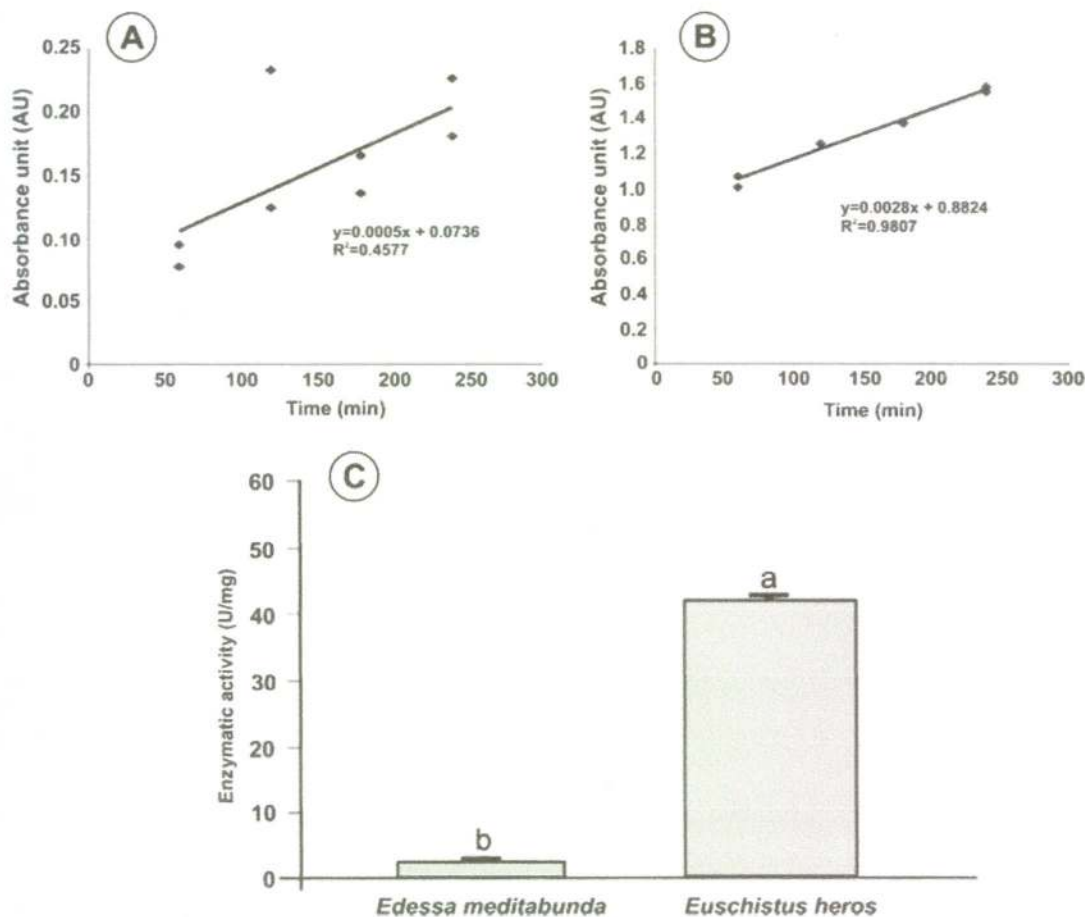 A
Absorbance unit (AU)
0.25
0.20
0.15
0.10
0.05
0
y=0.0005x + 0.0736
R²=0.4577
0 50 100 150 200 250 300
Time (min)
B
Absorbance unit (AU)
1.8
1.6
1.4
1.2
1.0
0.8
0.6
0.4
0.2
0
y=0.0028x + 0.8824
R²=0.9807
0 50 100 150 200 250 300
Time (min)
C
Enzymatic activity (U/mg)
60
50
40
30
20
10
0
b
a
Edessa meditabunda Euschistus heros